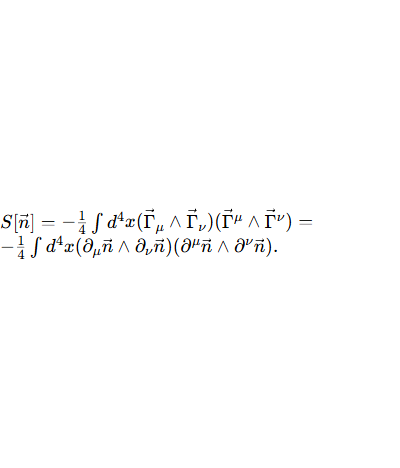 S[\vec{n}] = -\frac{1}{4} \int d^4x (\vec{\Gamma}_\mu \wedge \vec{\Gamma}_\nu)(\vec{\Gamma}^\mu \wedge \vec{\Gamma}^\nu) =
-\frac{1}{4} \int d^4x (\partial_\mu \vec{n} \wedge \partial_\nu \vec{n})(\partial^\mu \vec{n} \wedge \partial^\nu \vec{n}).